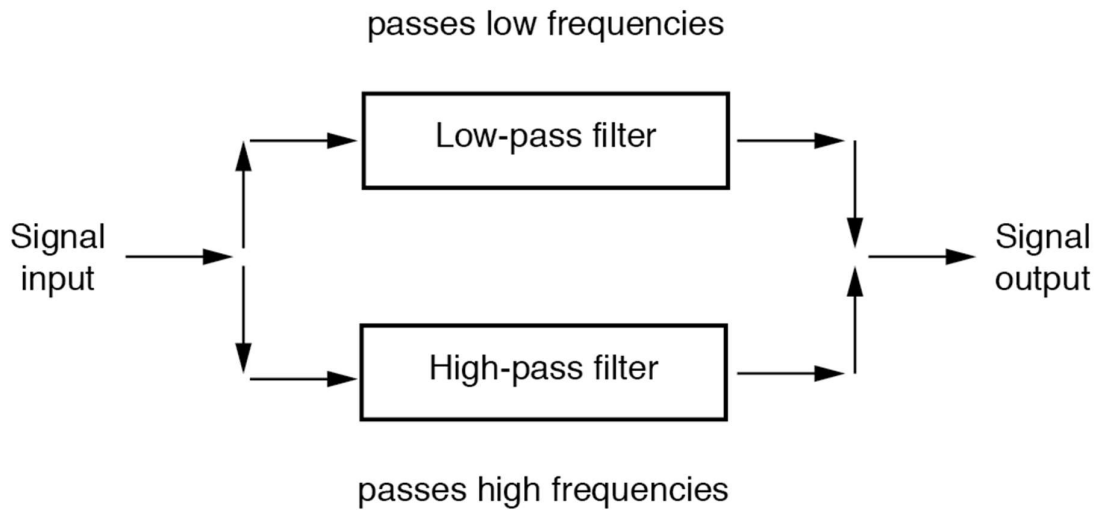 passes low frequencies
Low-pass filter
Signal
input
Signal
output
High-pass filter
passes high frequencies